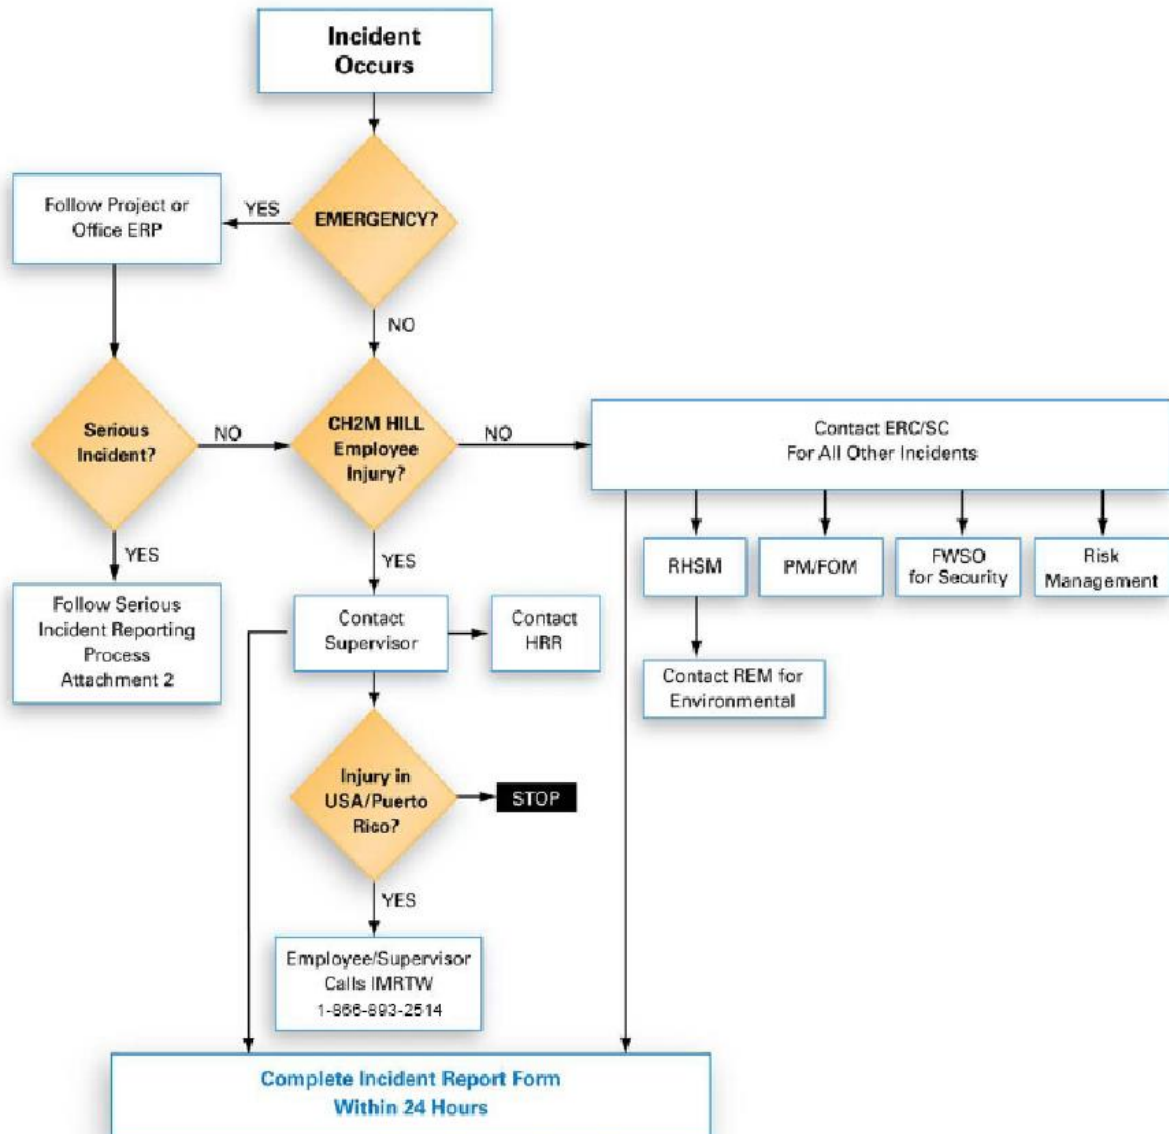 Incident
Occurs
EMERGENCY?
YES
Follow Project or
Office ERP
NO
Serious
Incident?
NO
CH2M HILL
Employee
Injury?
NO
Contact ERC/SC
For All Other Incidents
YES
YES
RHSM
PM/FOM
FWSO
for Security
Risk
Management
Follow Serious
Incident Reporting
Process
Attachment 2
Contact
Supervisor
Contact
HRR
Contact REM for
Environmental
Injury in
USA/Puerto
Rico?
STOP
YES
Employee/Supervisor
Calls IMRTW
1-866-893-2514
Complete Incident Report Form
Within 24 Hours